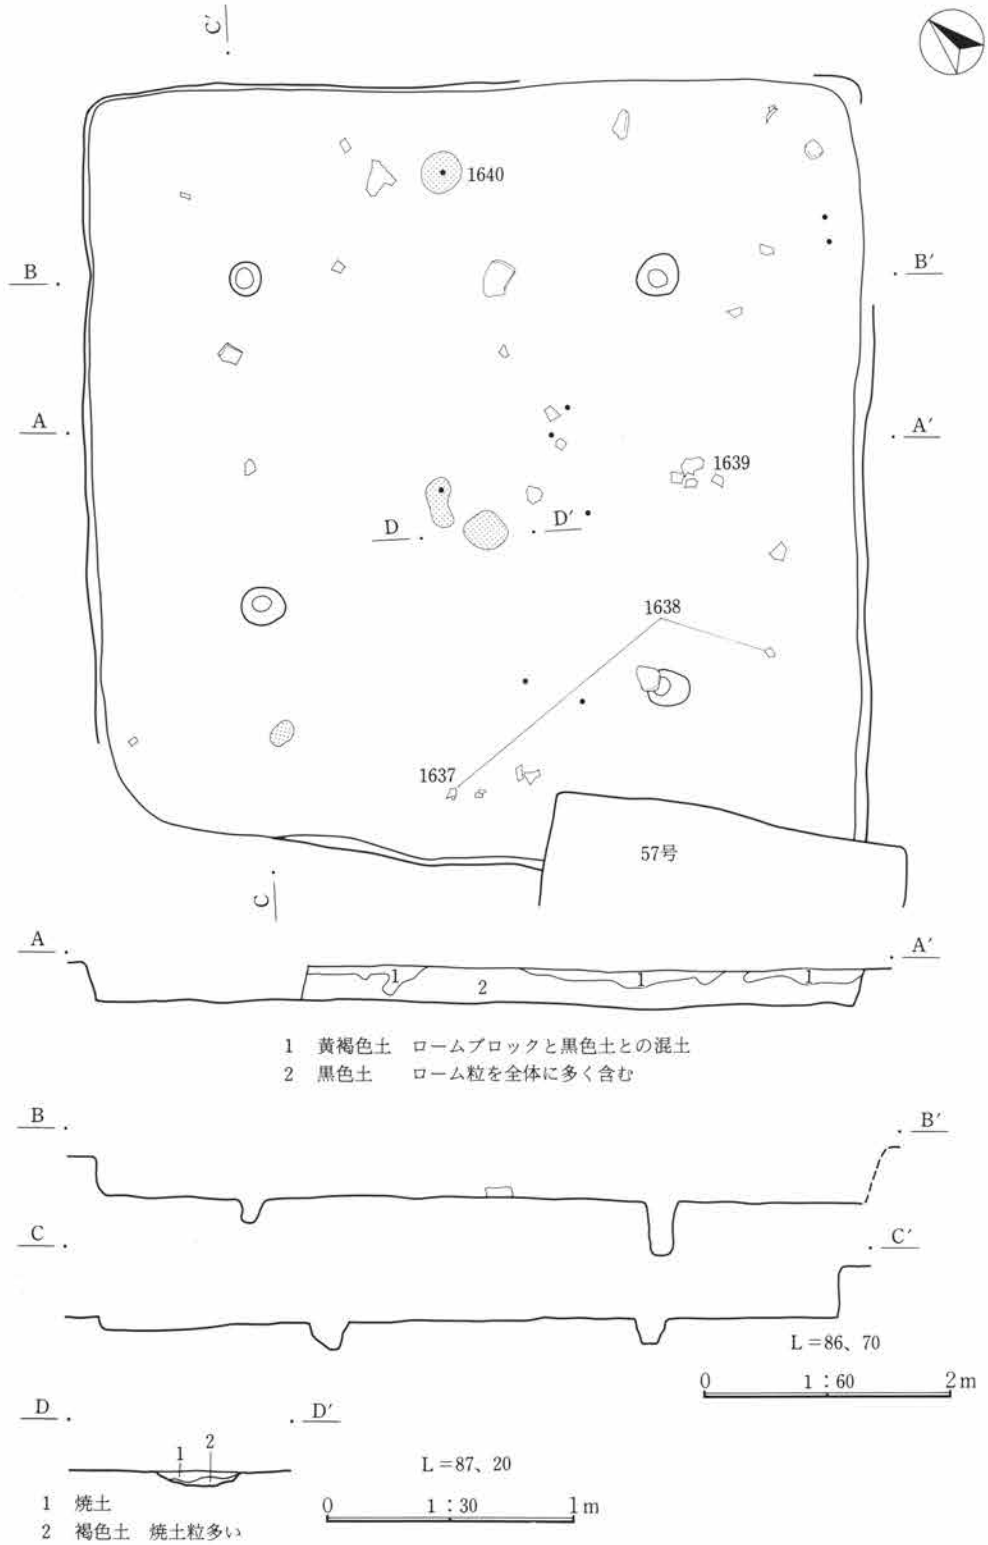 C′
1640
B B′
A A′
1639
D D′
1638
1637
57号
C
A A′
1 1 1
2
1 黄褐色土 ロームブロックと黒色土との混土
2 黒色土 ローム粒を全体に多く含む
B B′
C C′
L=86、70
0 1:60 2m
D D′
1 2
L=87、20
1 焼土
0 1:30 1m
2 褐色土 焼土粒多い